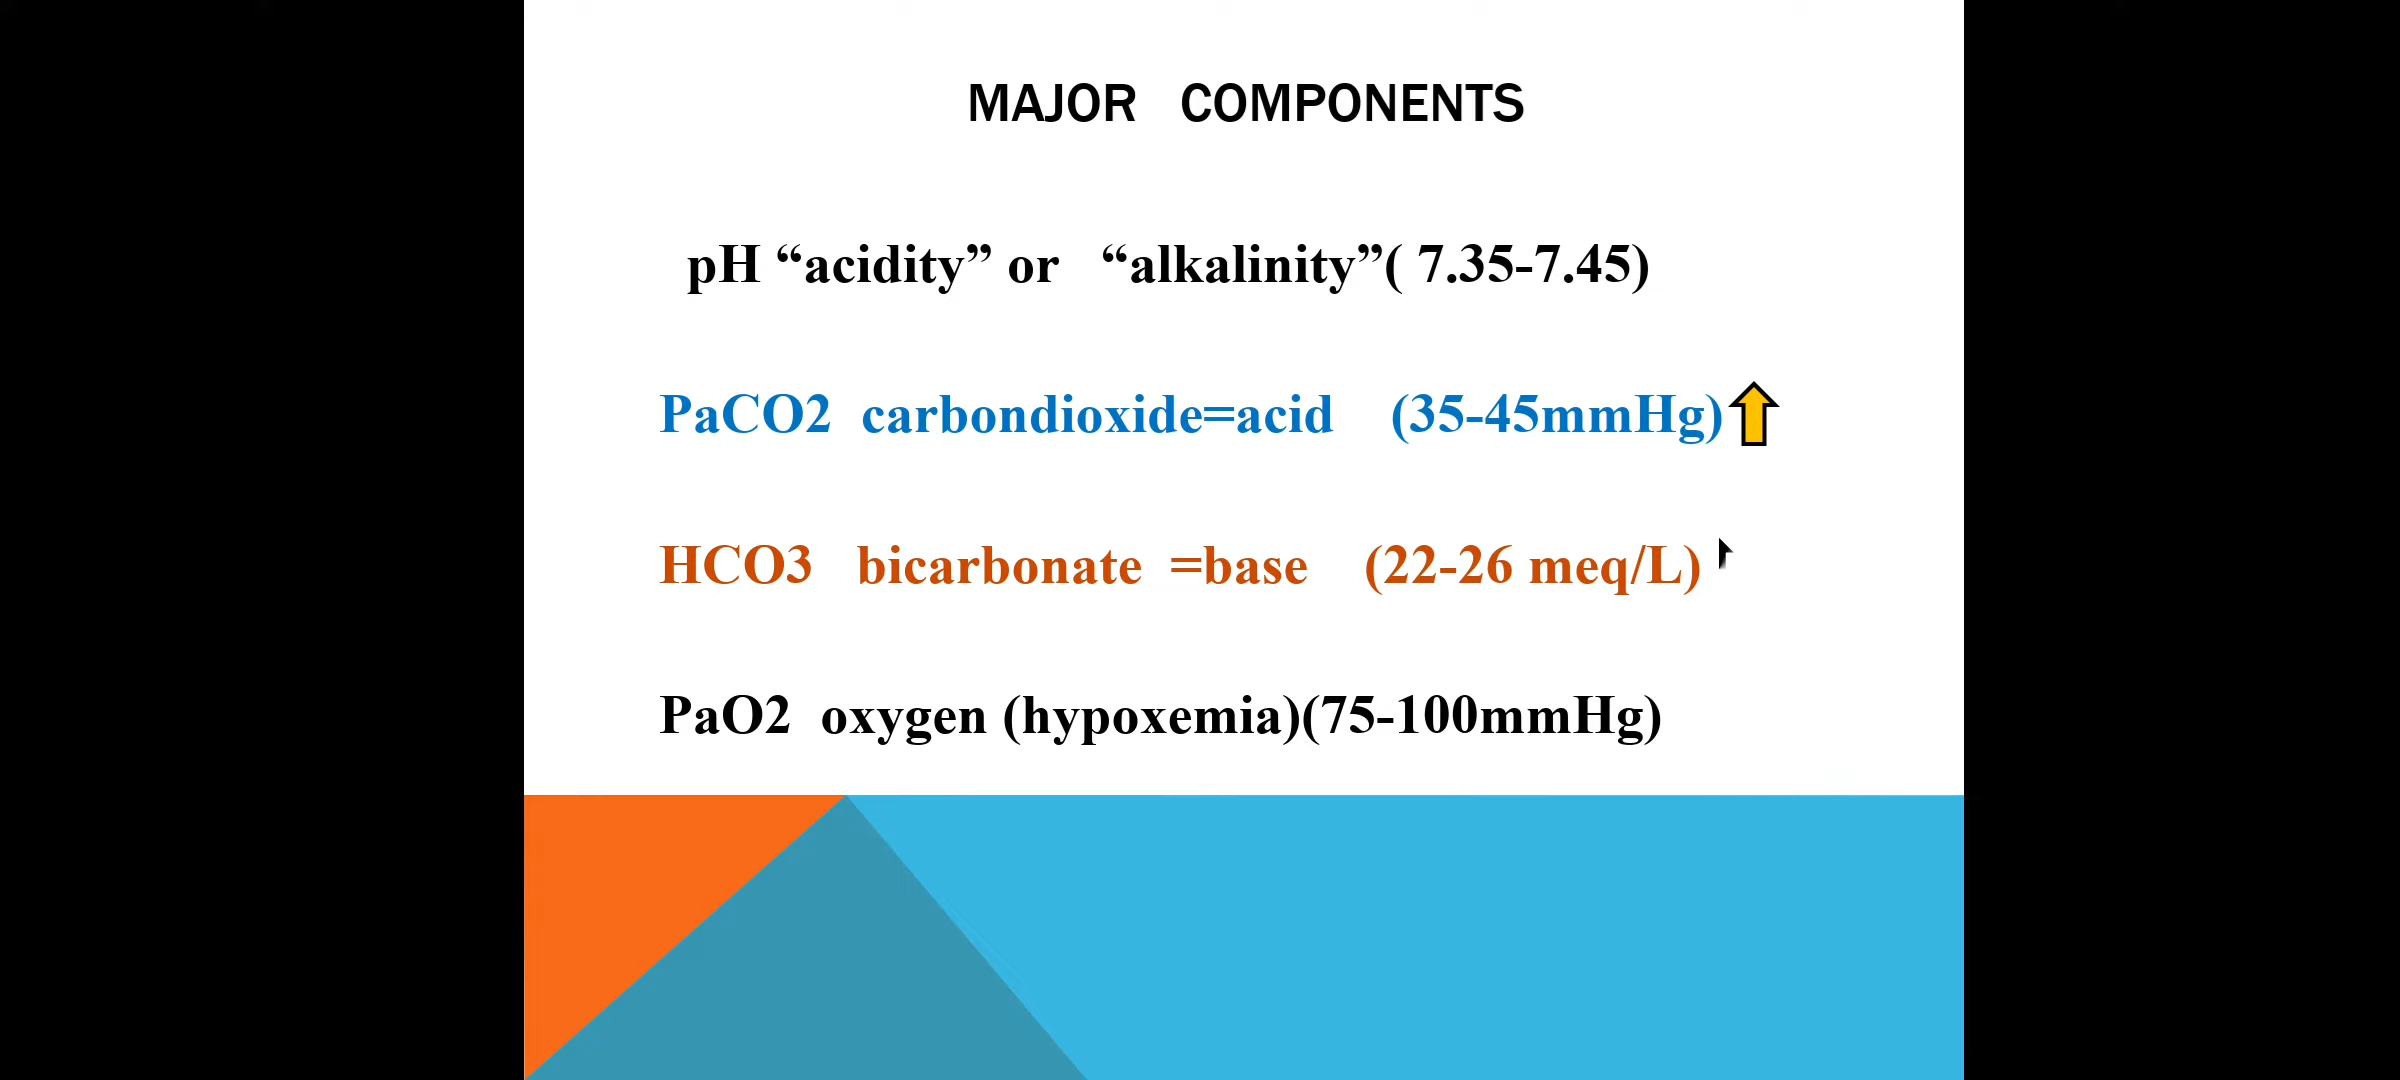 MAJOR COMPONENTS
pH “acidity” or “alkalinity”( 7.35-7.45)
PaCO2 carbondioxide=acid (35-45mmHg)
HCO3 bicarbonate =base (22-26 meq/L)
PaO2 oxygen (hypoxemia)(75-100mmHg)